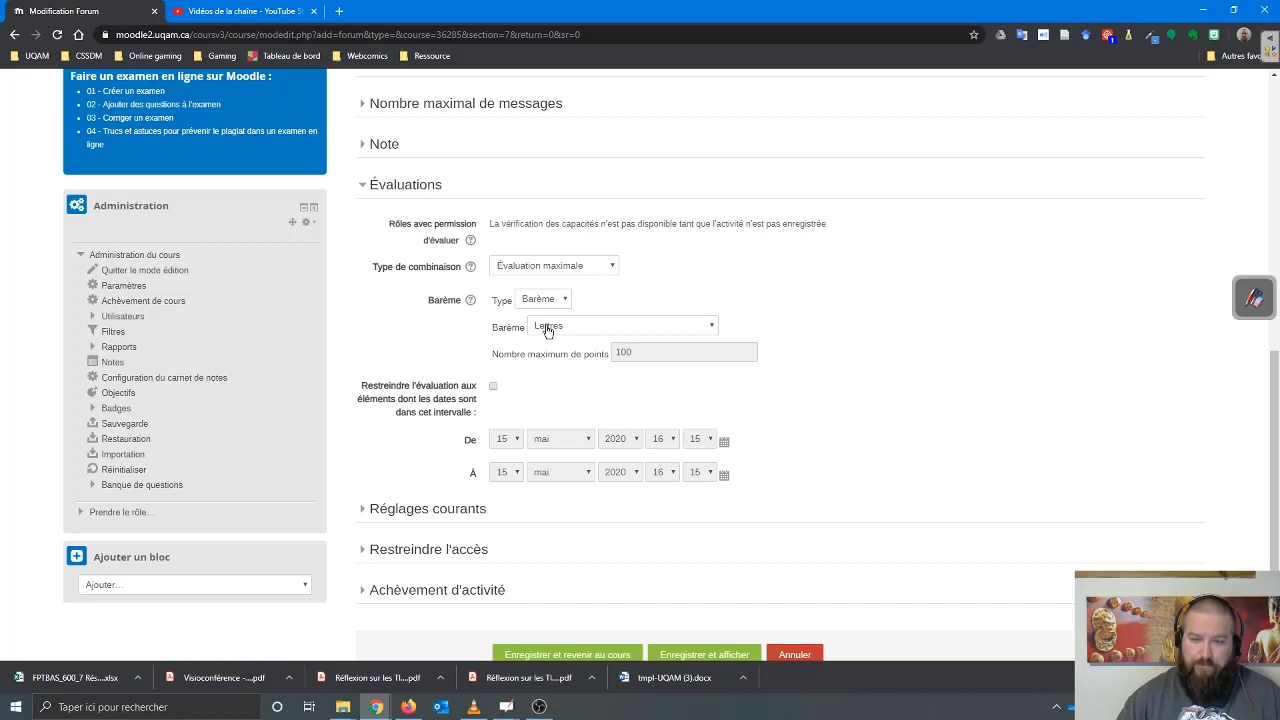 Modification Forum
Vidéos de la chaîne - YouTube St
moodle2.uqam.ca/coursv3/course/modedit.php?add=forum&type=&course=36285&section=7&return=0&sr=0
UQAM
CSSDM
Online gaming
Gaming
Tableau de bord
Webcomics
Ressource
Autres favo
Faire un examen en ligne sur Moodle :
01 - Créer un examen
02 - Ajouter des questions à l'examen
03 - Corriger un examen
04 - Trucs et astuces pour prévenir le plagiat dans un examen en
ligne
Administration
Administration du cours
Quitter le mode édition
Paramètres
Achèvement de cours
Utilisateurs
Filtres
Rapports
Notes
Configuration du carnet de notes
Objectifs
Badges
Sauvegarde
Restauration
Importation
Réinitialiser
Banque de questions
Prendre le rôle...
Ajouter un bloc
Ajouter...
Nombre maximal de messages
Note
Évaluations
Rôles avec permission
d'évaluer
La vérification des capacités n'est pas disponible tant que l'activité n'est pas enregistrée
Type de combinaison
Évaluation maximale
Barème
Type
Barème
Barème
Lettres
Nombre maximum de points
100
Restreindre l'évaluation aux
éléments dont les dates sont
dans cet intervalle :
De
15
mai
2020
16
15
À
15
mai
2020
16
15
Réglages courants
Restreindre l'accès
Achèvement d'activité
Enregistrer et revenir au cours
Enregistrer et afficher
Annuler
FPTBAS_600_7 Rés....xlsx
Visioconférence -....pdf
Réflexion sur les TI....pdf
Réflexion sur les TI....pdf
tmpl-UQAM (3).docx
Taper ici pour rechercher